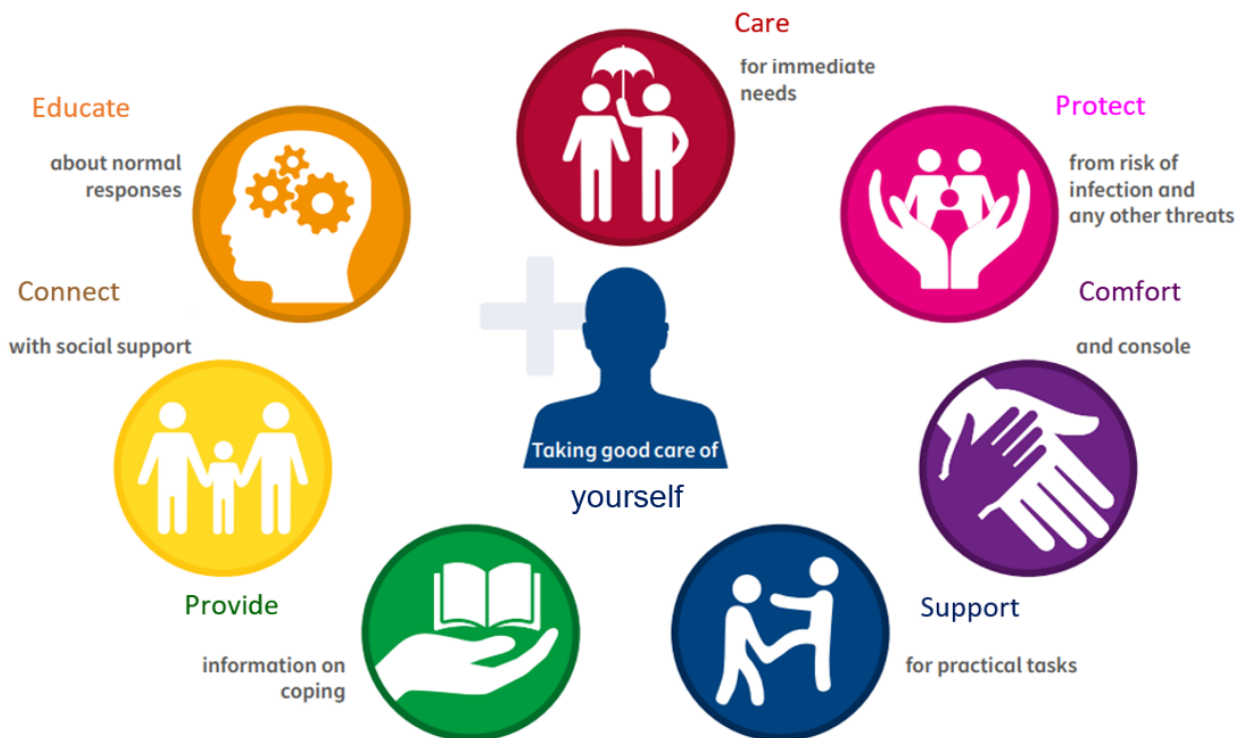 Care
for immediate
needs
Protect
from risk of
infection and
any other threats
Comfort
and console
Support
for practical tasks
Provide
information on
coping
Connect
with social support
Educate
about normal
responses
Taking good care of
yourself